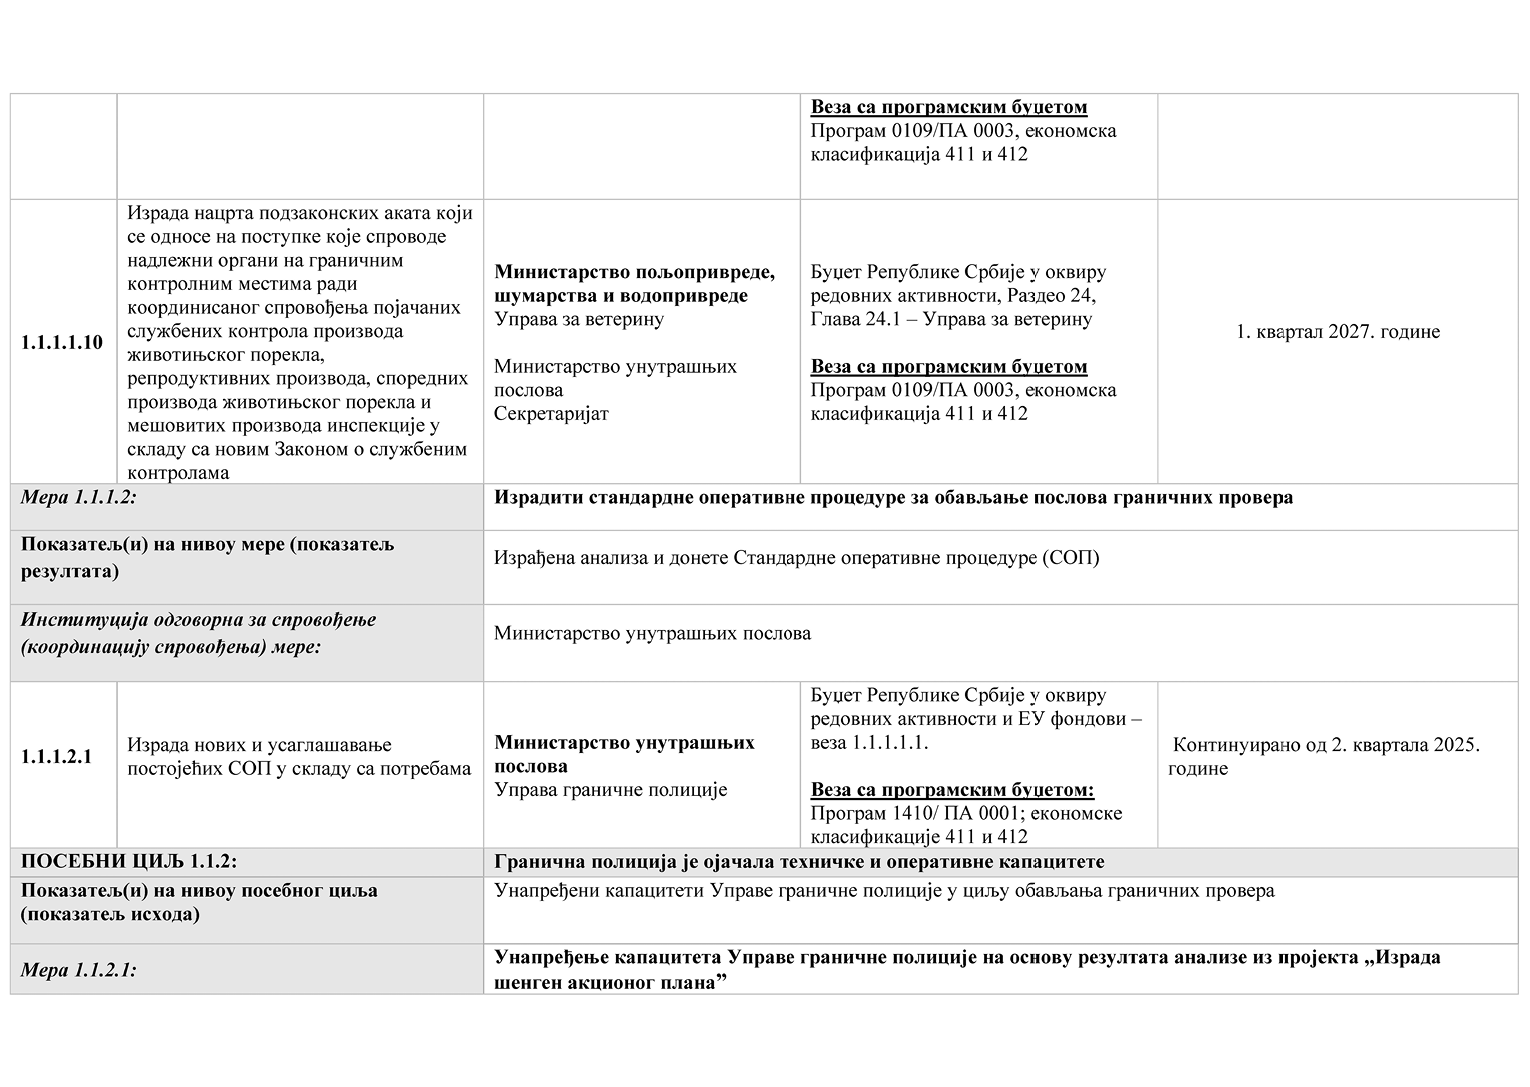 Веза са програмским буџетом
Програм 0109/ПА 0003, економска
класификација 411 и 412
1.1.1.1.10
Израда нацрта подзаконских аката који
се односе на поступке које спроводе
надлежни органи на граничним
контролним местима ради
координисаног спровођења појачаних
службених контрола производа
животињског порекла,
репродуктивних производа, споредних
производа животињског порекла и
мешовитих производа инспекције у
складу са новим Законом о службеним
контролама
Министарство пољопривреде,
шумарства и водопривреде
Управа за ветерину
Министарство унутрашњих
послова
Секретаријат
Буџет Републике Србије у оквиру
редовних активности, Раздео 24,
Глава 24.1 – Управа за ветерину
Веза са програмским буџетом
Програм 0109/ПА 0003, економска
класификација 411 и 412
1. квартал 2027. године
Мера 1.1.1.2:
Израдити стандардне оперативне процедуре за обављање послова граничних провера
Показатељ(и) на нивоу мере (показатељ
резултата)
Израђена анализа и донете Стандардне оперативне процедуре (СОП)
Институција одговорна за спровођење
(координацију спровођења) мере:
Министарство унутрашњих послова
1.1.1.2.1
Израда нових и усаглашавање
постојећих СОП у складу са потребама
Министарство унутрашњих
послова
Управа граничне полиције
Буџет Републике Србије у оквиру
редовних активности и ЕУ фондови –
веза 1.1.1.1.1.
Веза са програмским буџетом:
Програм 1410/ ПА 0001; економске
класификације 411 и 412
Континуирано од 2. квартала 2025.
године
ПОСЕБНИ ЦИЉ 1.1.2:
Гранична полиција је ојачала техничке и оперативне капацитете
Показатељ(и) на нивоу посебног циља
(показатељ исхода)
Унапређени капацитети Управе граничне полиције у циљу обављања граничних провера
Мера 1.1.2.1:
Унапређење капацитета Управе граничне полиције на основу резултата анализе из пројекта „Израда
шенген акционог плана”